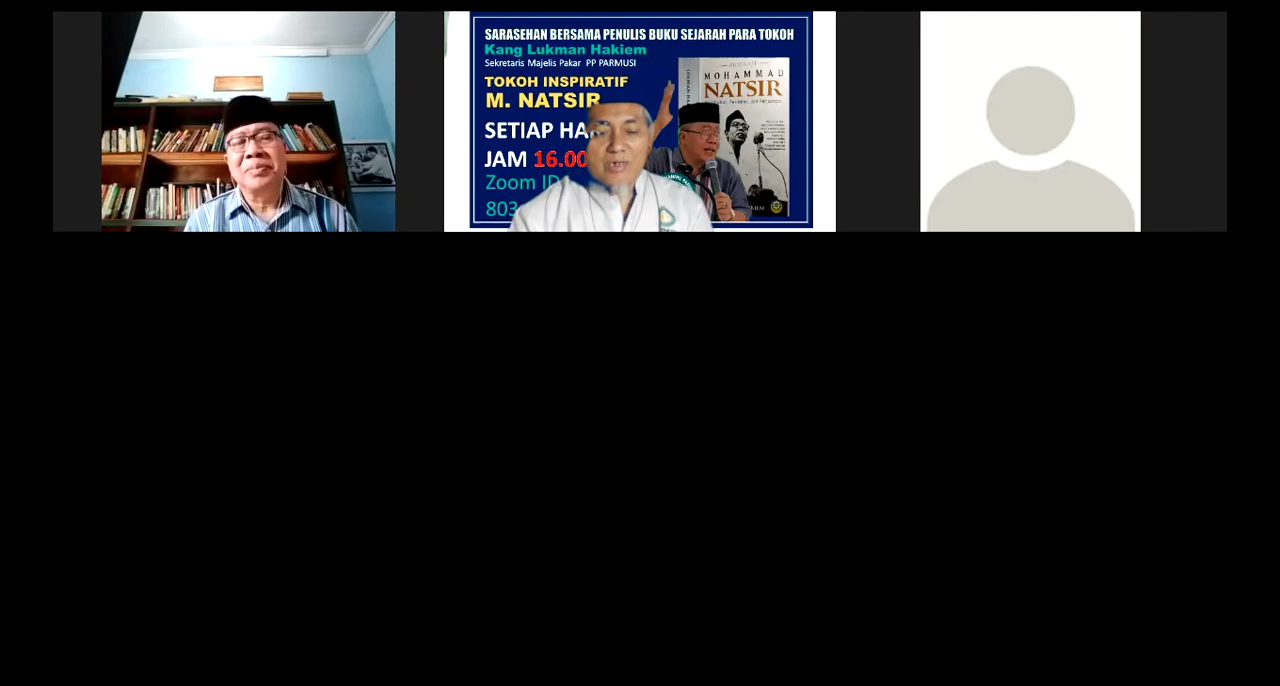 SARASEHAN BERSAMA PENULIS BUKU SEJARAH PARA TOKOH
Kang Lukman Hakiem
Sekretaris Majelis Pakar PP PARMUSI
TOKOH INSPIRATIF
M. NATSIR
SETIAP HA
JAM 16.00
Zoom ID
803
BIOGRAFI
MOHAMMAD
NATSIR